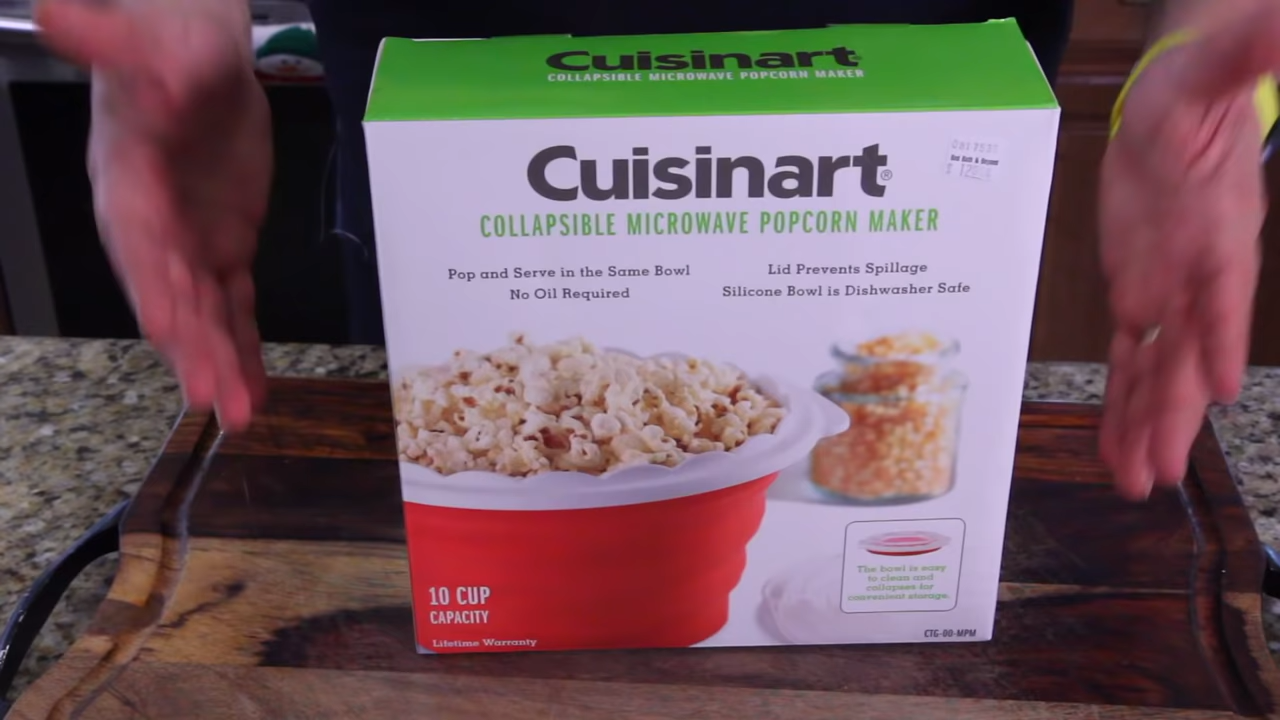 Cuisinart
COLLAPSIBLE MICROWAVE POPCORN MAKER
Cuisinart®
COLLAPSIBLE MICROWAVE POPCORN MAKER
Pop and Serve in the Same Bowl
No Oil Required
Lid Prevents Spillage
Silicone Bowl is Dishwasher Safe
The bowl is easy
to clean and
collapses for
convenient storage.
10 CUP
CAPACITY
Lifetime Warranty
CTG-00-MPM